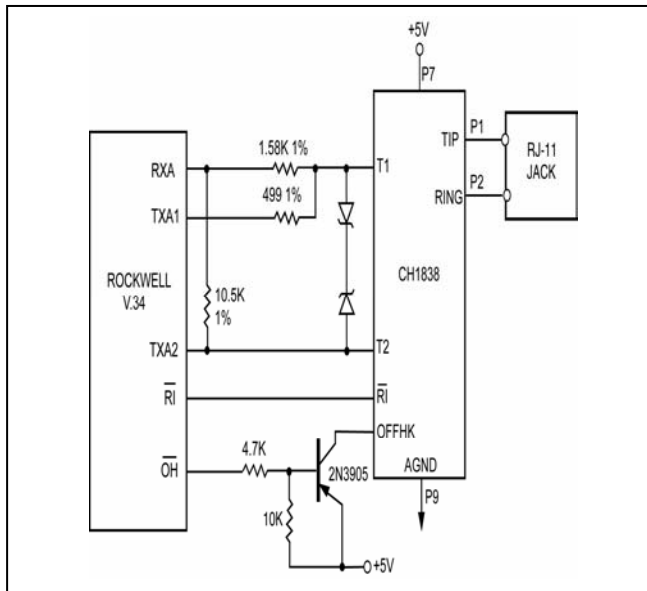 +5V
P7
RXA
1.58K 1%
T1
TIP
P1
RJ-11
JACK
499 1%
TXA1
P2
RING
ROCKWELL
V.34
10.5K
1%
CH1838
TXA2
T2
RI
RI
OFFHK
4.7K
OH
2N3905
AGND
P9
10K
+5V